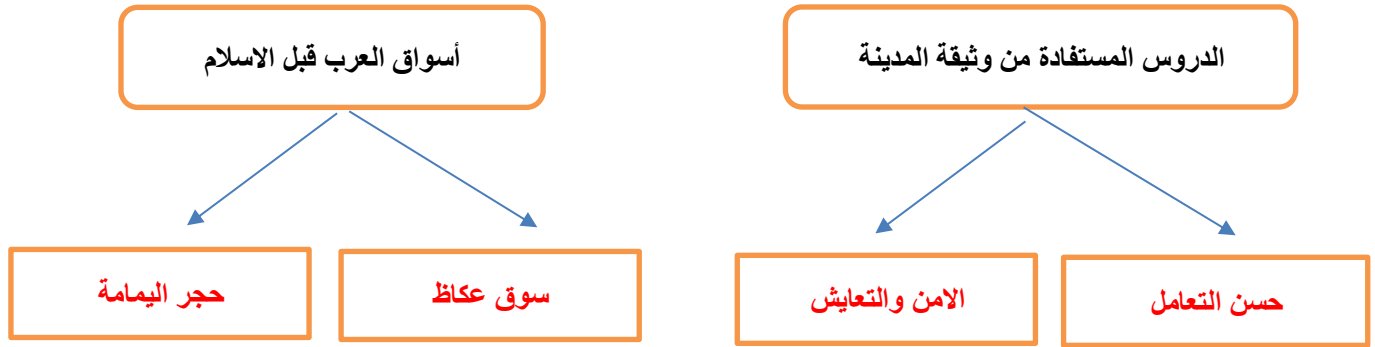 الدروس المستفادة من وثيقة المدينة
أسواق العرب قبل الاسلام
حسن التعامل
الامن والتعايش
سوق عكاظ
حجر اليمامة